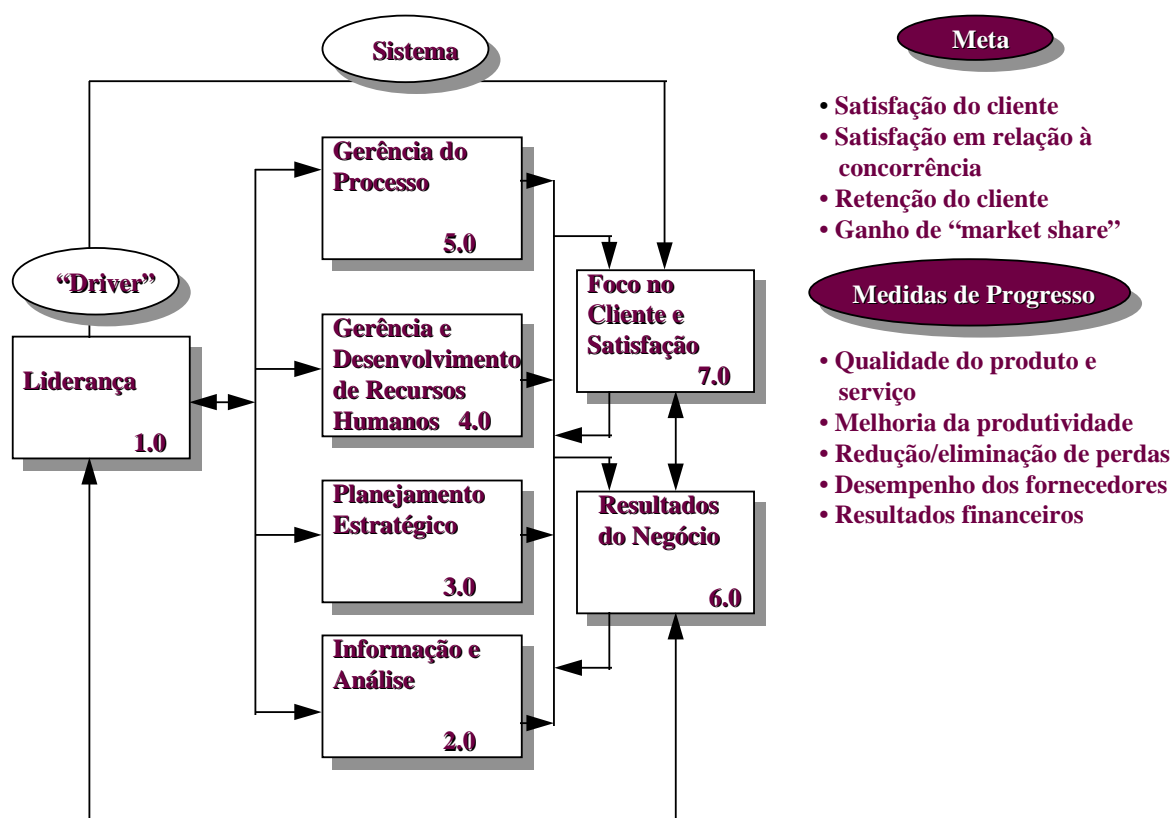 Sistema
Meta
• Satisfação do cliente
• Satisfação em relação à
concorrência
• Retenção do cliente
• Ganho de “market share”
Gerência do
Processo
5.0
“Driver”
Foco no
Cliente e
Satisfação
7.0
Medidas de Progresso
Gerência e
Desenvolvimento
de Recursos
Humanos 4.0
Liderança
1.0
• Qualidade do produto e
serviço
• Melhoria da produtividade
• Redução/eliminação de perdas
• Desempenho dos fornecedores
• Resultados financeiros
Planejamento
Estratégico
3.0
Resultados
do Negócio
6.0
Informação e
Análise
2.0